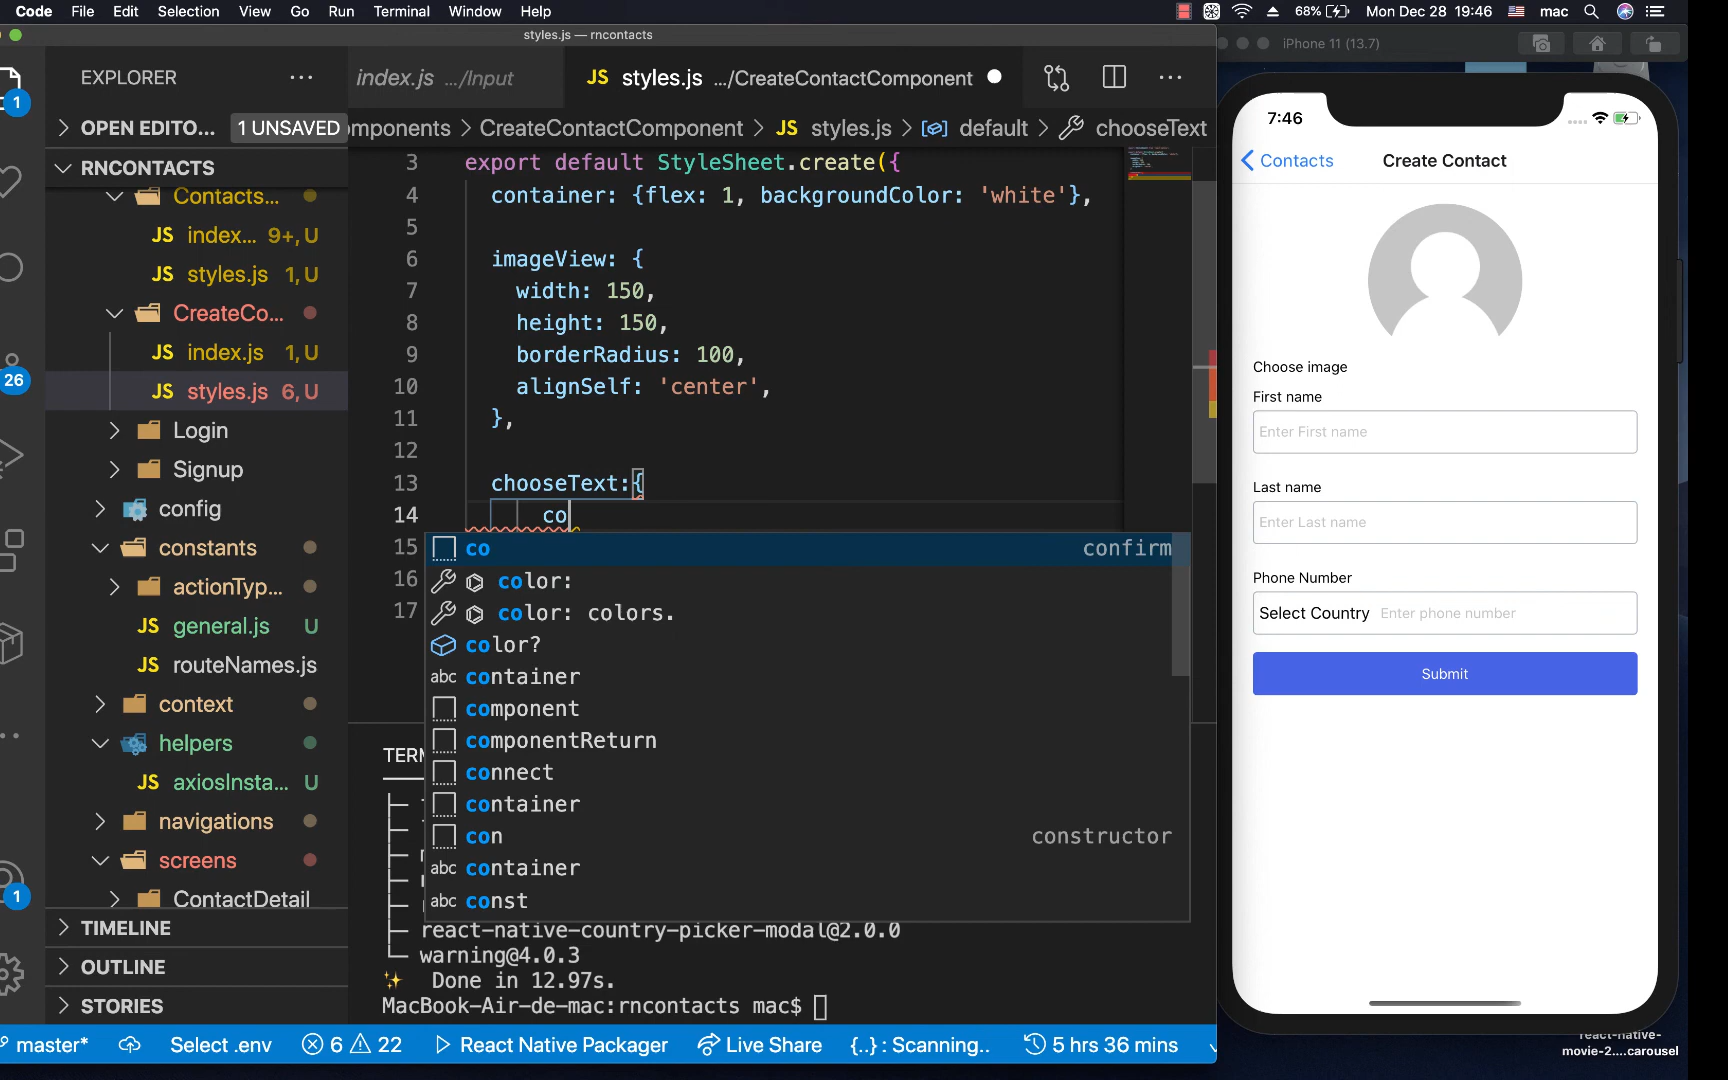 Code File Edit Selection View Go Run Terminal Window Help
68% Mon Dec 28 19:46 mac
styles.js — rncontacts
1
26
1
EXPLORER
OPEN EDITO... 1 UNSAVED
RNCONTACTS
Contacts...
JS index... 9+, U
JS styles.js 1, U
CreateCo...
JS index.js 1, U
JS styles.js 6, U
Login
Signup
config
constants
actionTyp...
JS general.js U
JS routeNames.js
context
helpers
JS axiosInsta... U
navigations
screens
ContactDetail
TIMELINE
OUTLINE
STORIES
index.js .../Input
JS styles.js .../CreateContactComponent
mponents > CreateContactComponent > JS styles.js > default > chooseText
3 export default StyleSheet.create({
4 container: {flex: 1, backgroundColor: 'white'},
5
6 imageView: {
7 width: 150,
8 height: 150,
9 borderRadius: 100,
10 alignSelf: 'center',
11 },
12
13 chooseText:{
14 co
15
16
17
co confirm
color:
color: colors.
color?
abc container
component
componentReturn
connect
container
con constructor
abc container
abc const
TERM
react-native-country-picker-modal@2.0.0
warning@4.0.3
✨ Done in 12.97s.
MacBook-Air-de-mac:rncontacts mac$
master* Select .env 6 22 React Native Packager Live Share {..}: Scanning.. 5 hrs 36 mins
iPhone 11 (13.7)
7:46
Contacts Create Contact
Choose image
First name
Enter First name
Last name
Enter Last name
Phone Number
Select Country Enter phone number
Submit
react-native-
movie-2....carousel